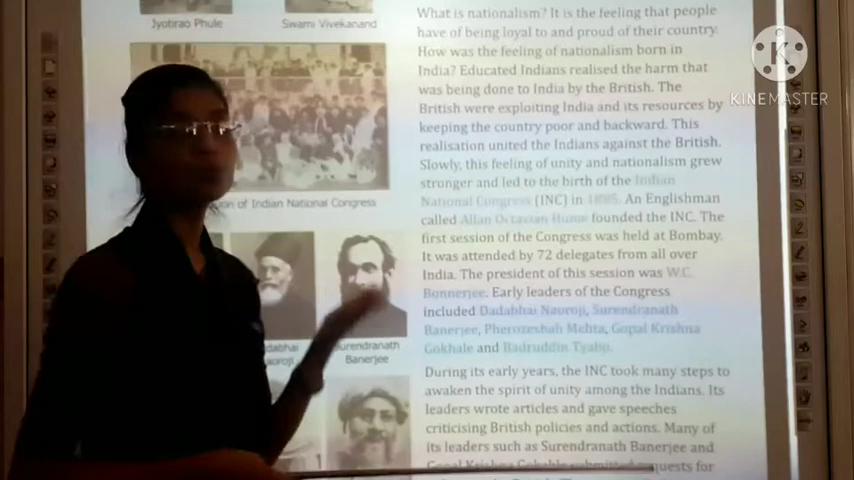 Jyotirao Phule
Swami Vivekanand
What is nationalism? It is the feeling that people
have of being loyal to and proud of their country.
How was the feeling of nationalism born in
India? Educated Indians realised the harm that
was being done to India by the British. The
British were exploiting India and its resources by
keeping the country poor and backward. This
realisation united the Indians against the British.
Slowly, this feeling of unity and nationalism grew
stronger and led to the birth of the Indian
National Congress (INC) in 1885. An Englishman
called Allan Octavian Hume founded the INC. The
first session of the Congress was held at Bombay.
It was attended by 72 delegates from all over
India. The president of this session was W.C.
Bonnerjee. Early leaders of the Congress
included Dadabhai Naoroji, Surendranath
Banerjee, Pherozeshah Mehta, Gopal Krishna
Gokhale and Badruddin Tyabji.
During its early years, the INC took many steps to
awaken the spirit of unity among the Indians. Its
leaders wrote articles and gave speeches
criticising British policies and actions. Many of
its leaders such as Surendranath Banerjee and
Gopal Krishna Gokhale submitted requests for
of Indian National Congress
Surendranath
Banerjee
K
KINEMASTER